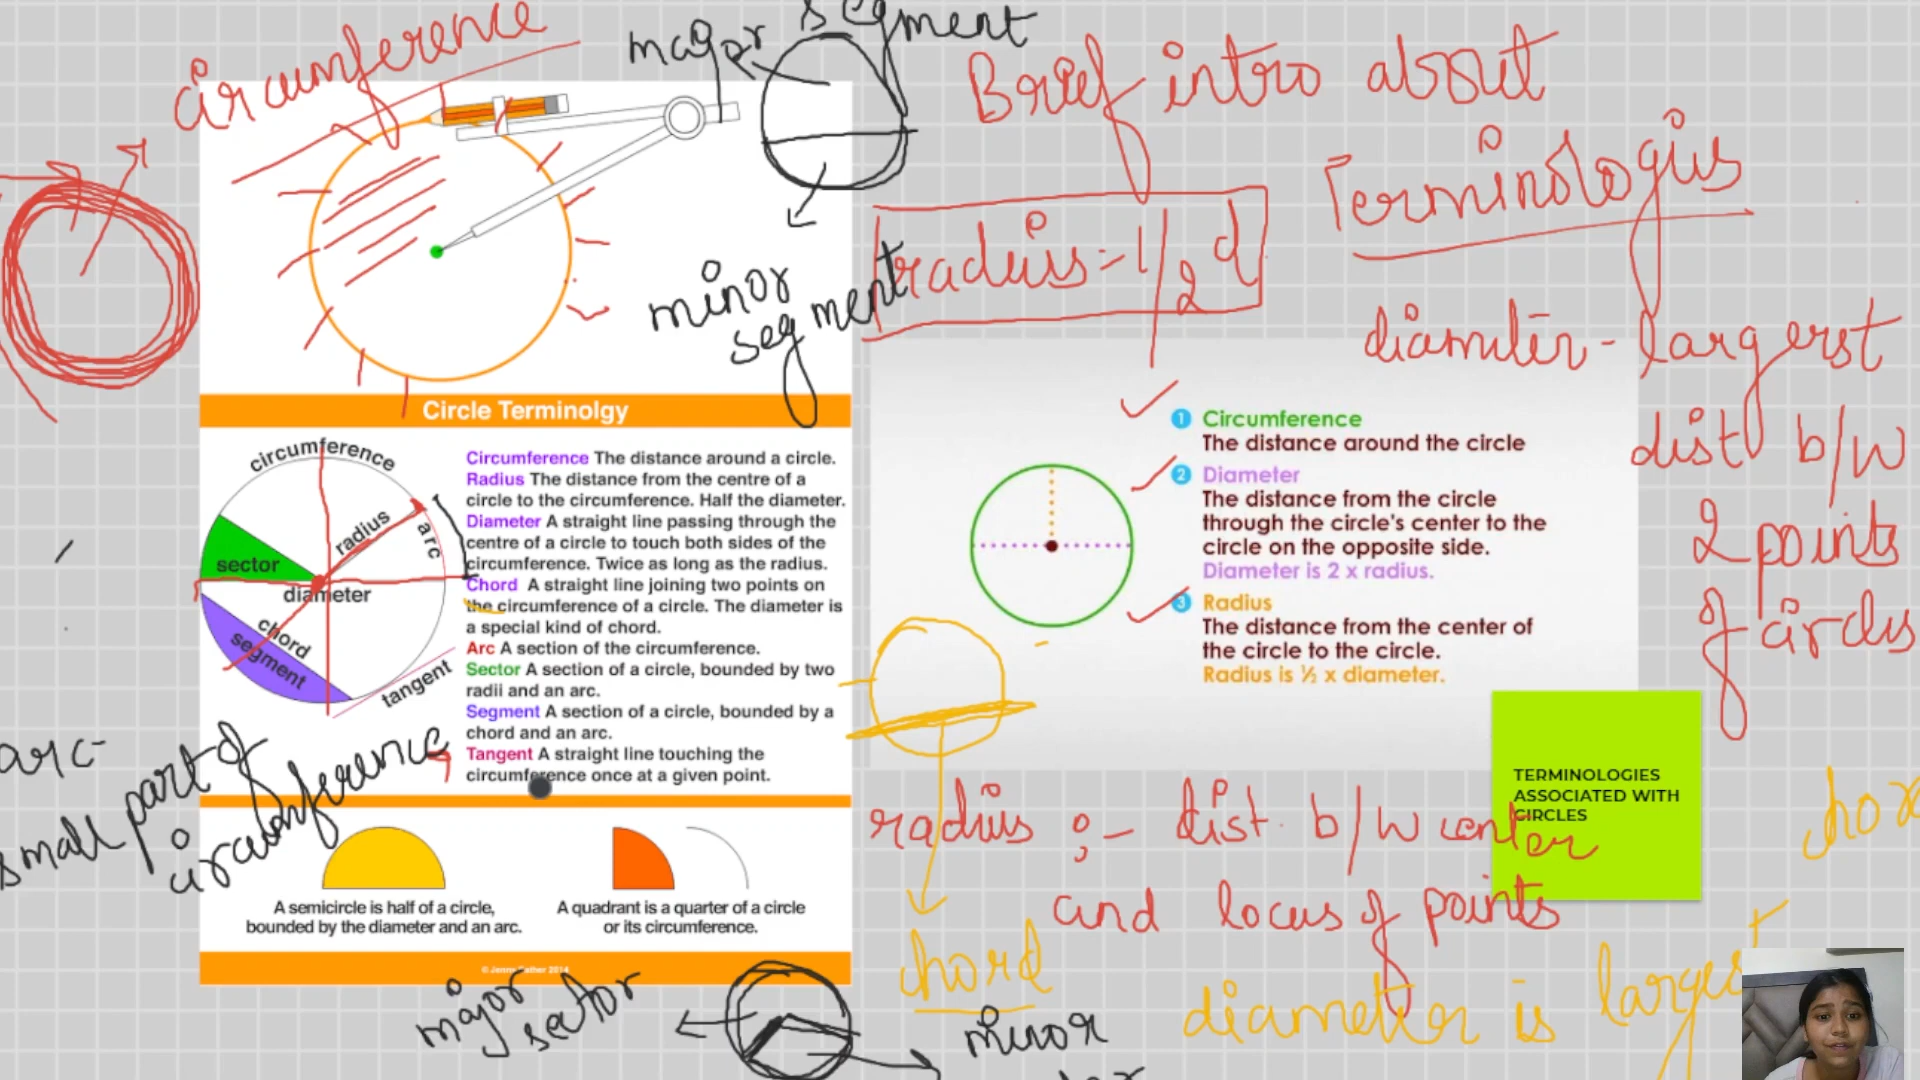 circumference
major segment
Brief intro about
Terminologies
radius = 1/2 d
minor
segment
diameter - largerst
dist b/w
2 points
of circles
Circle Terminolgy
circumference
radius
arc
sector
diameter
chord
segment
tangent
Circumference The distance around a circle.
Radius The distance from the centre of a
circle to the circumference. Half the diameter.
Diameter A straight line passing through the
centre of a circle to touch both sides of the
circumference. Twice as long as the radius.
Chord A straight line joining two points on
the circumference of a circle. The diameter is
a special kind of chord.
Arc A section of the circumference.
Sector A section of a circle, bounded by two
radii and an arc.
Segment A section of a circle, bounded by a
chord and an arc.
Tangent A straight line touching the
circumference once at a given point.
1 Circumference
The distance around the circle
2 Diameter
The distance from the circle
through the circle's center to the
circle on the opposite side.
Diameter is 2 x radius.
3 Radius
The distance from the center of
the circle to the circle.
Radius is ½ x diameter.
TERMINOLOGIES
ASSOCIATED WITH
CIRCLES
arc-
small part of
circumference
A semicircle is half of a circle,
bounded by the diameter and an arc.
A quadrant is a quarter of a circle
or its circumference.
radius :- dist. b/w center
and locus of points
chord
diameter is largest
major
sector
minor